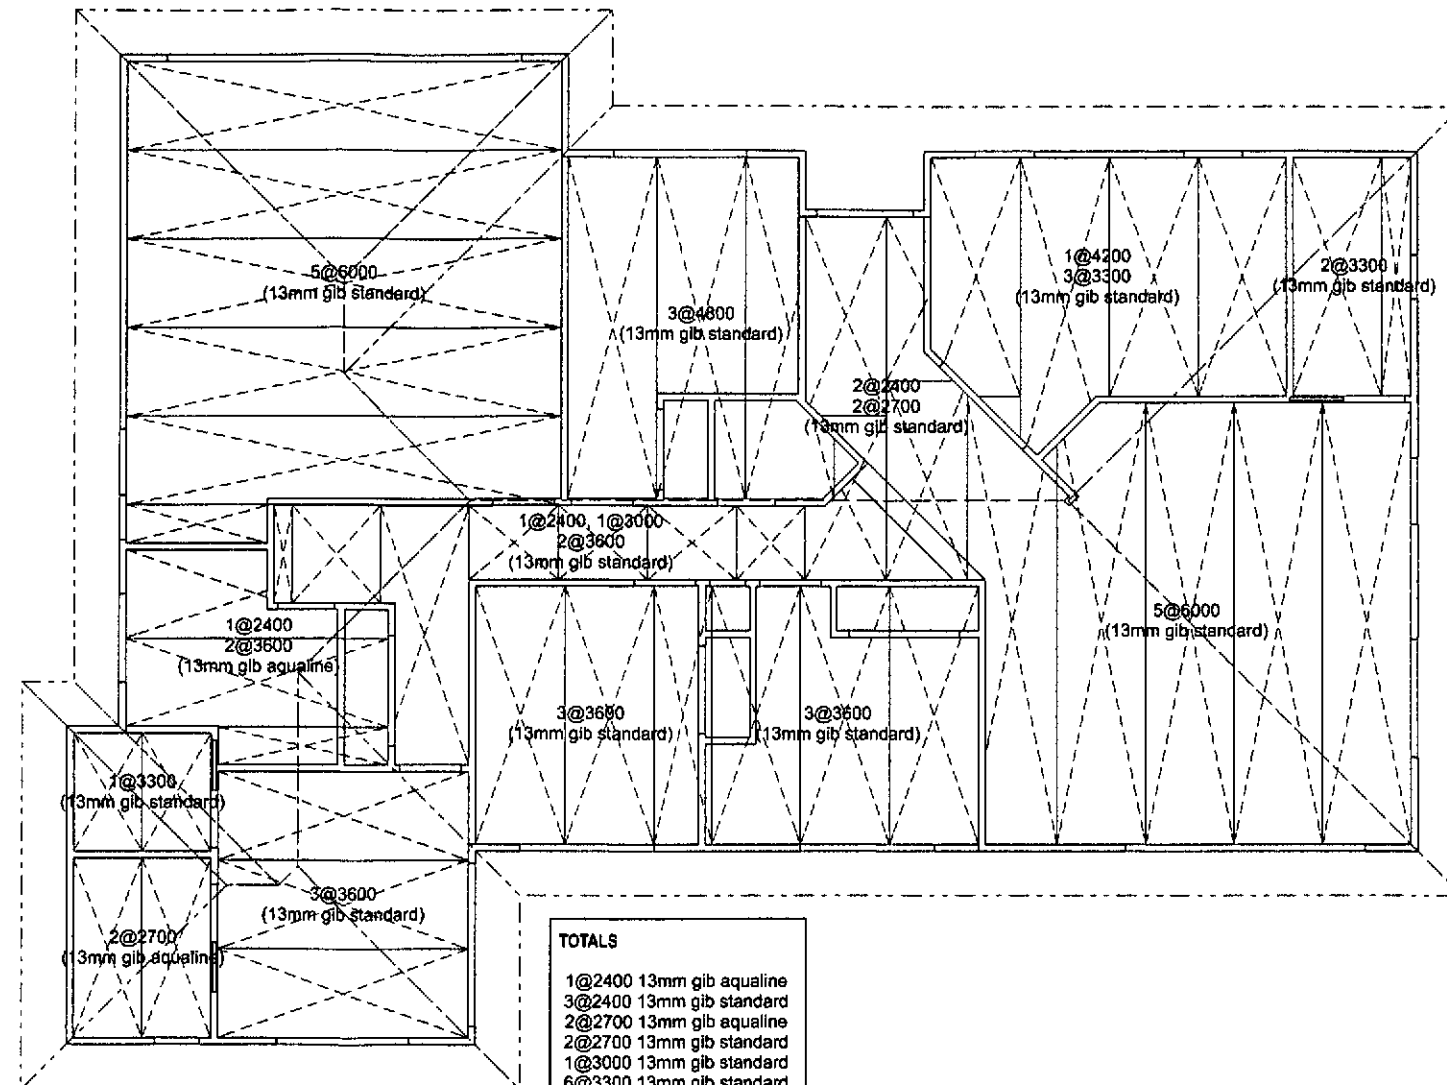 5@6000
(13mm gib standard)
3@4800
(13mm gib standard)
1@4200
3@3300
(13mm gib standard)
2@3300
(13mm gib standard)
2@2400
2@2700
(13mm gib standard)
1@2400, 1@3000
2@3600
(13mm gib standard)
1@2400
2@3600
(13mm gib aqualine)
5@6000
(13mm gib standard)
3@3600
(13mm gib standard)
3@3600
(13mm gib standard)
1@3300
(13mm gib standard)
3@3600
(13mm gib standard)
2@2700
(13mm gib aqualine)
TOTALS
1@2400 13mm gib aqualine
3@2400 13mm gib standard
2@2700 13mm gib aqualine
2@2700 13mm gib standard
1@3000 13mm gib standard
6@3300 13mm gib standard